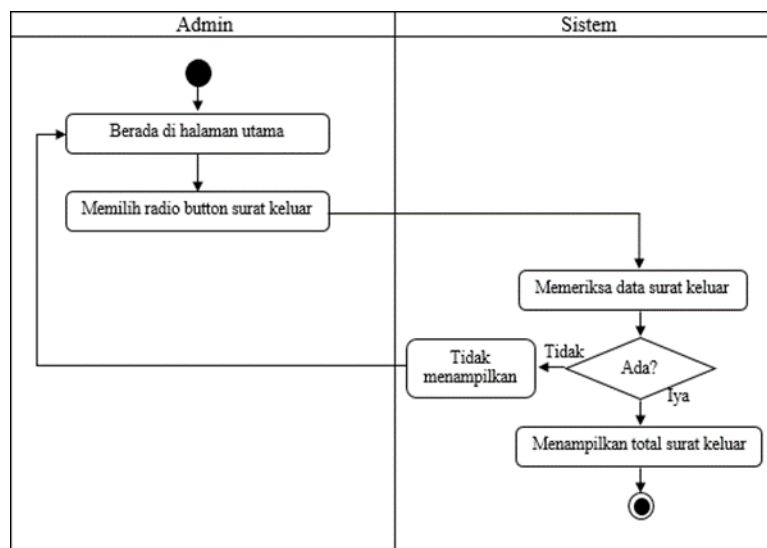 Admin
Sistem
Berada di halaman utama
Memilih radio button surat keluar
Memeriksa data surat keluar
Tidak
menampilkan
Tidak
Ada?
Iya
Menampilkan total surat keluar